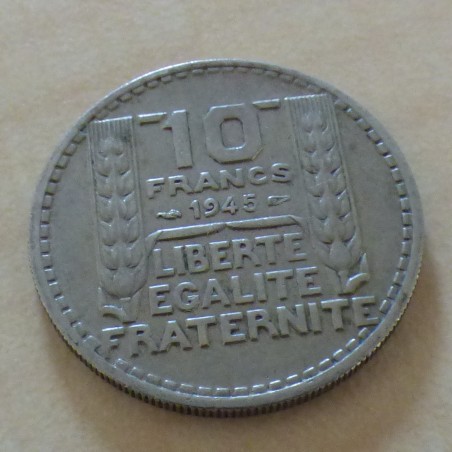 10
FRANCS
1945
LIBERTE
EGALITE
FRATERNITE